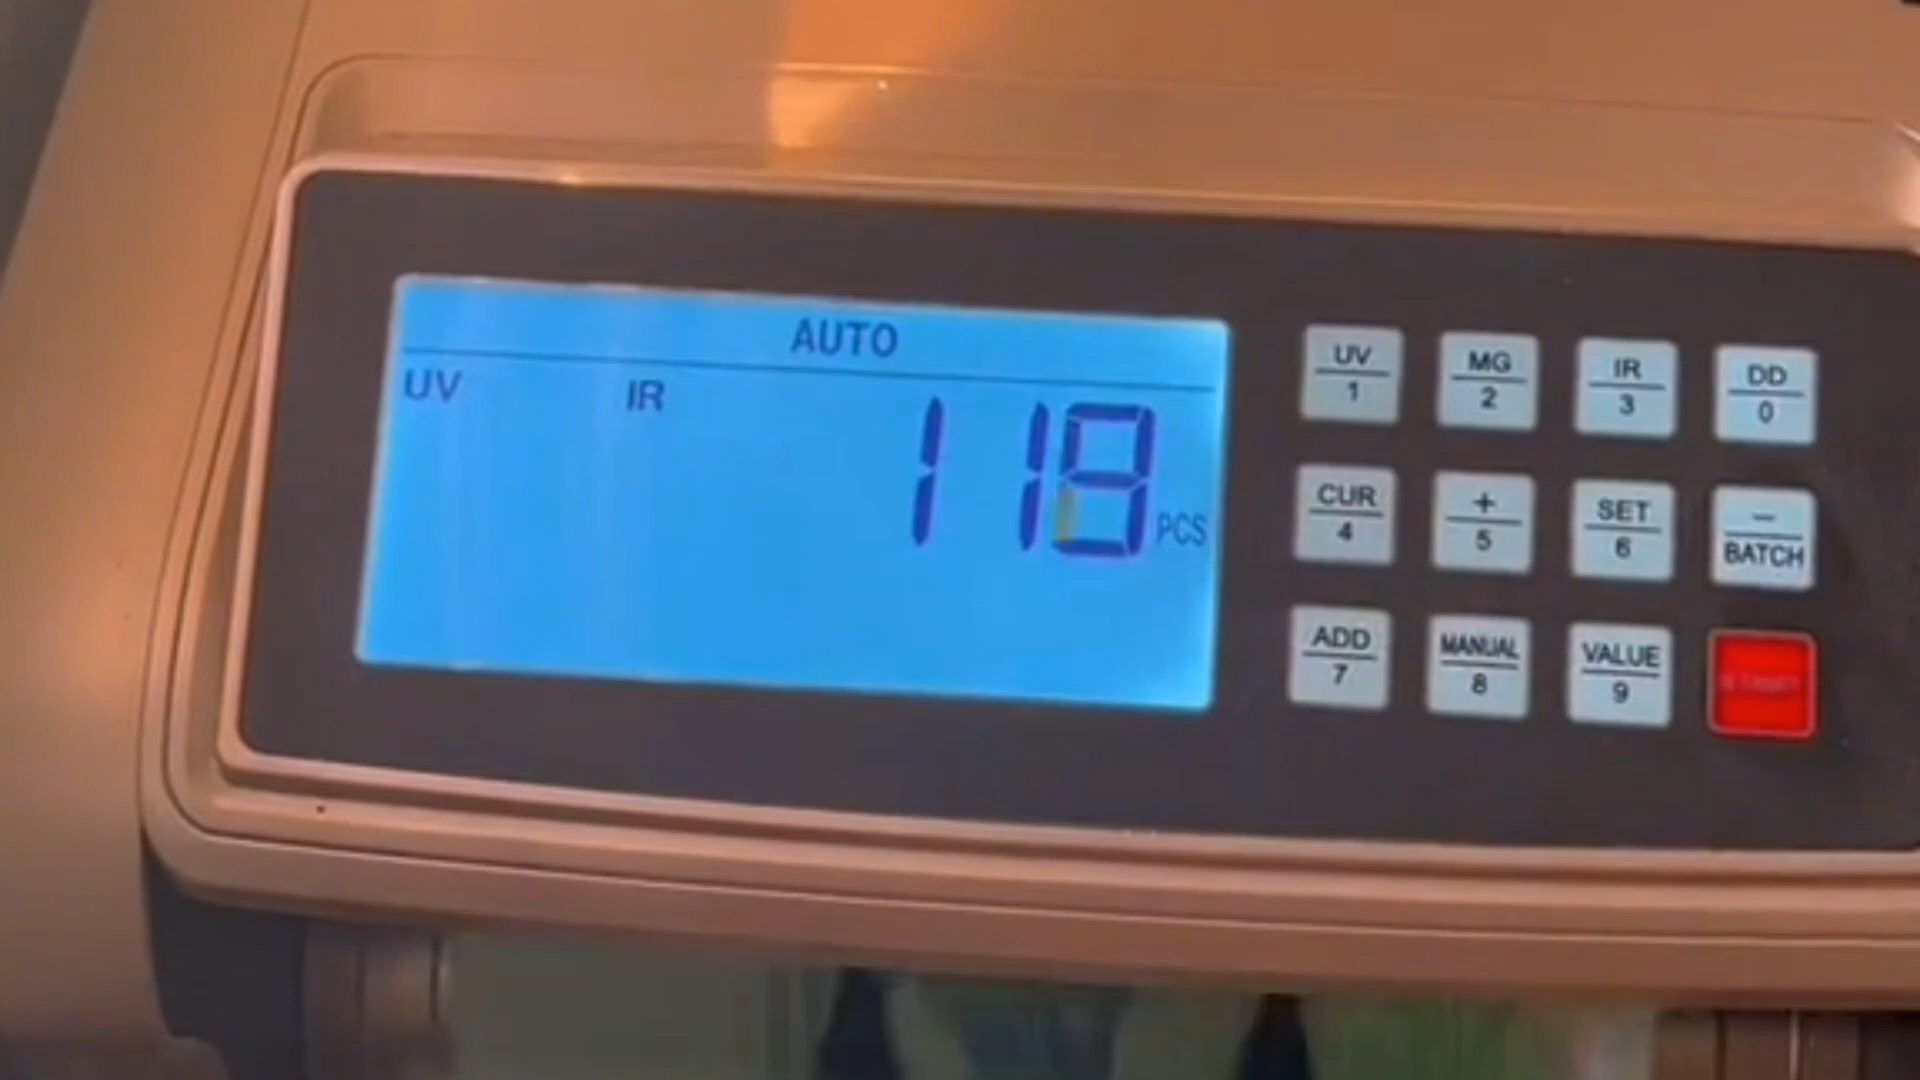 AUTO
UV IR
PCS
UV
1
MG
2
IR
3
DD
0
CUR
4
+
5
SET
6
−
BATCH
ADD
7
MANUAL
8
VALUE
9